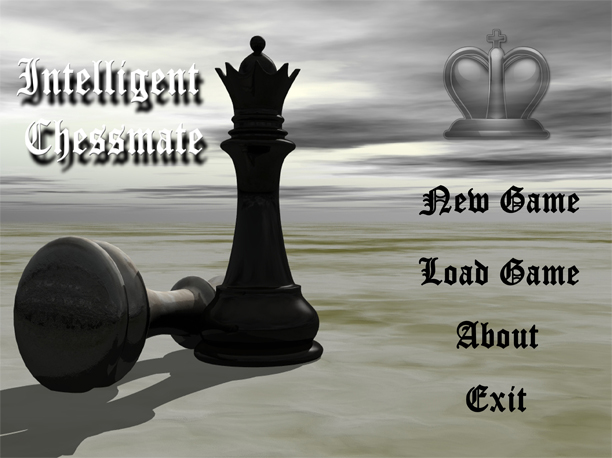 Intelligent
Chessmate
New Game
Load Game
About
Exit